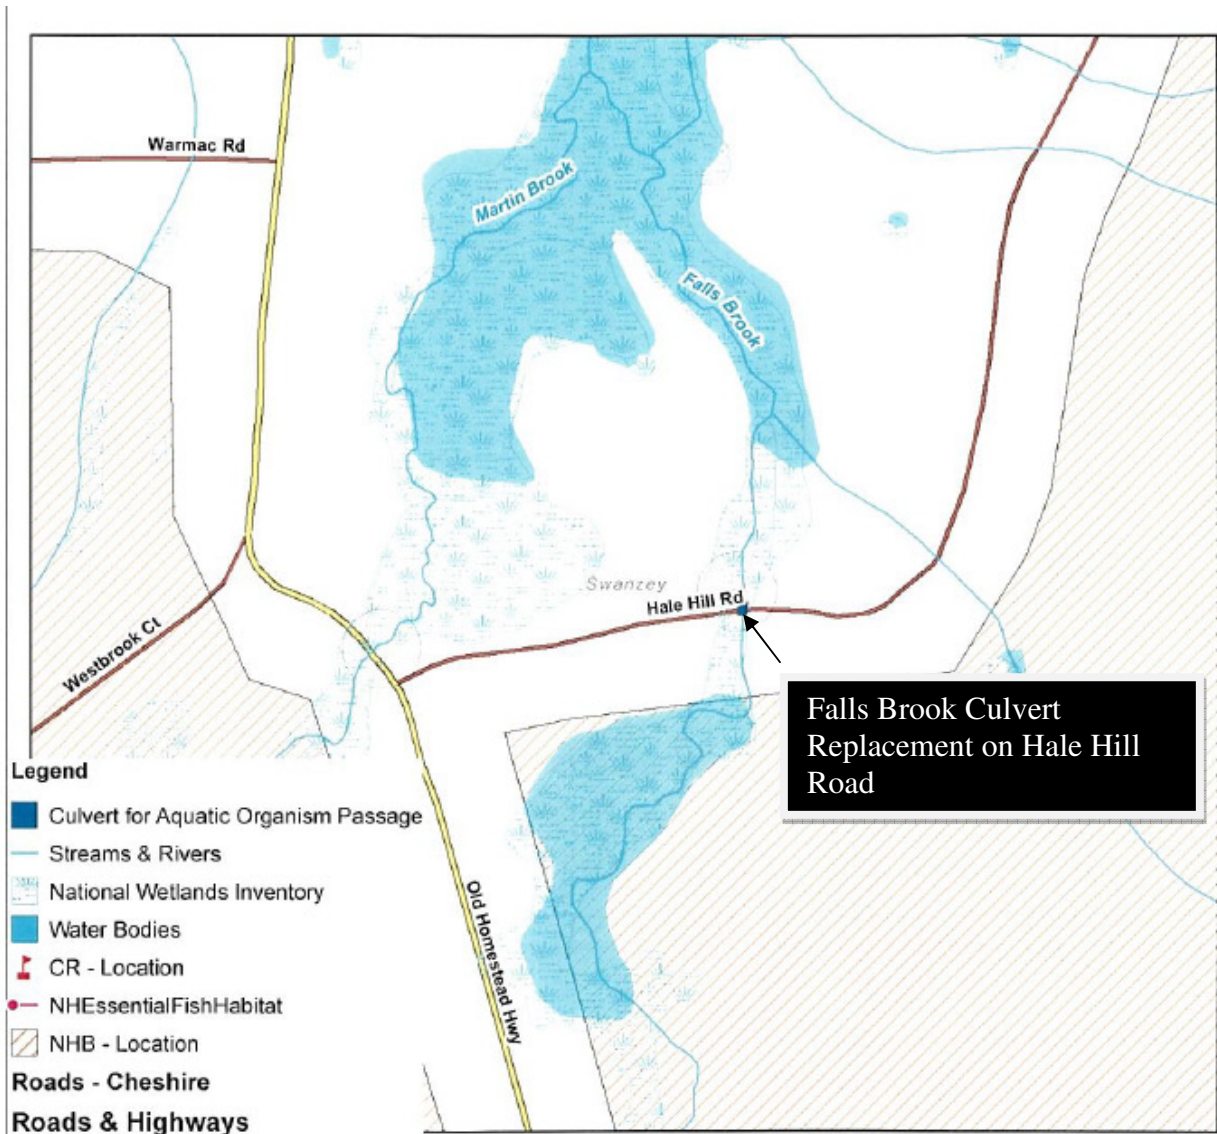 Warmac Rd
Martin Brook
Falls Brook
Swanzey
Hale Hill Rd
Westbrook Ct
Falls Brook Culvert
Replacement on Hale Hill
Road
Old Homestead Hwy
Legend
Culvert for Aquatic Organism Passage
Streams & Rivers
National Wetlands Inventory
Water Bodies
CR - Location
NHEssentialFishHabitat
NHB - Location
Roads - Cheshire
Roads & Highways